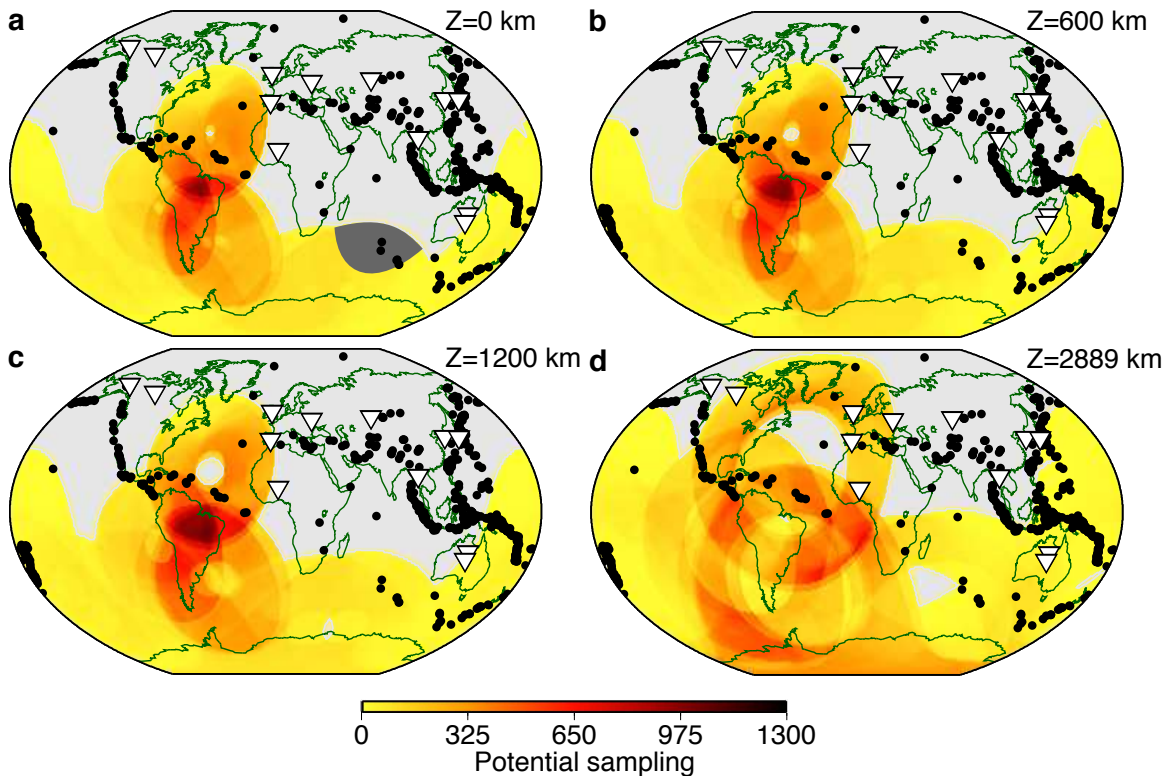 a Z=0 km
b Z=600 km
c Z=1200 km
d Z=2889 km
0 325 650 975 1300
Potential sampling